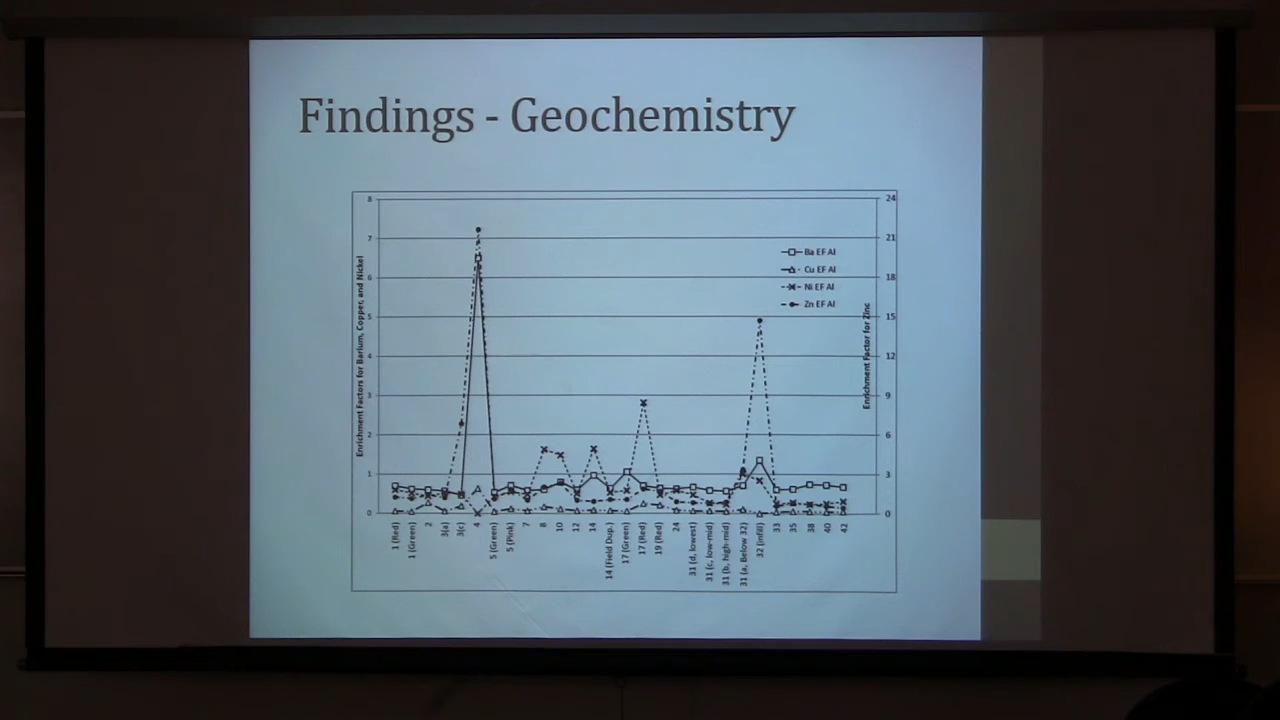 Findings - Geochemistry
8
7
6
5
4
3
2
1
0
Enrichment Factors for Barium, Copper, and Nickel
24
21
18
15
12
9
6
3
0
Enrichment Factor for Zinc
Ba EF Al
Cu EF Al
Ni EF Al
Zn EF Al
1 (Red)
1 (Green)
2
3(a)
3(c)
4
5 (Green)
5 (Pink)
7
8
10
12
14
14 (Field Dup.)
17 (Green)
17 (Red)
19 (Red)
24
31 (d, lowest)
31 (c, low-mid)
31 (b, high-mid)
31 (a, Below 32)
32 (Infill)
33
35
38
40
42